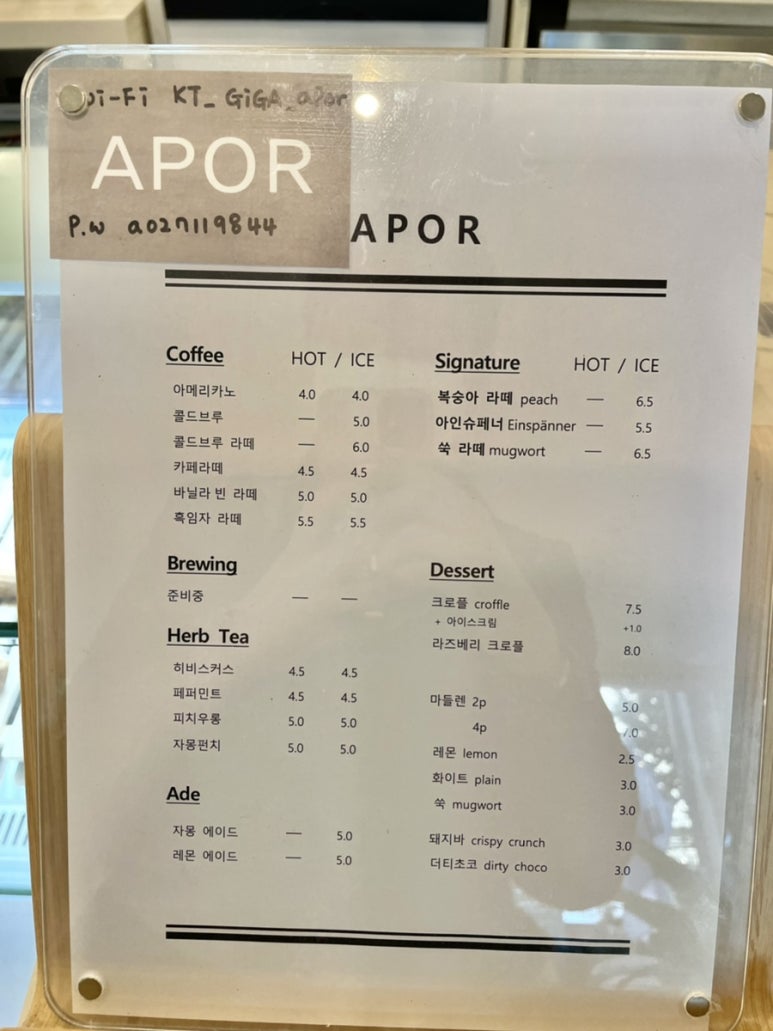 Wi-Fi KT_GiGA_apor
APOR
P.w a027119844
APOR
Coffee HOT / ICE
아메리카노 4.0 4.0
콜드브루 — 5.0
콜드브루 라떼 — 6.0
카페라떼 4.5 4.5
바닐라 빈 라떼 5.0 5.0
흑임자 라떼 5.5 5.5
Brewing
준비중 — —
Herb Tea
히비스커스 4.5 4.5
페퍼민트 4.5 4.5
피치우롱 5.0 5.0
자몽펀치 5.0 5.0
Ade
자몽 에이드 — 5.0
레몬 에이드 — 5.0
Signature HOT / ICE
복숭아 라떼 peach — 6.5
아인슈페너 Einspänner — 5.5
쑥 라떼 mugwort — 6.5
Dessert
크로플 croffle 7.5
+ 아이스크림 +1.0
라즈베리 크로플 8.0
마들렌 2p 5.0
4p 7.0
레몬 lemon 2.5
화이트 plain 3.0
쑥 mugwort 3.0
돼지바 crispy crunch 3.0
더티초코 dirty choco 3.0